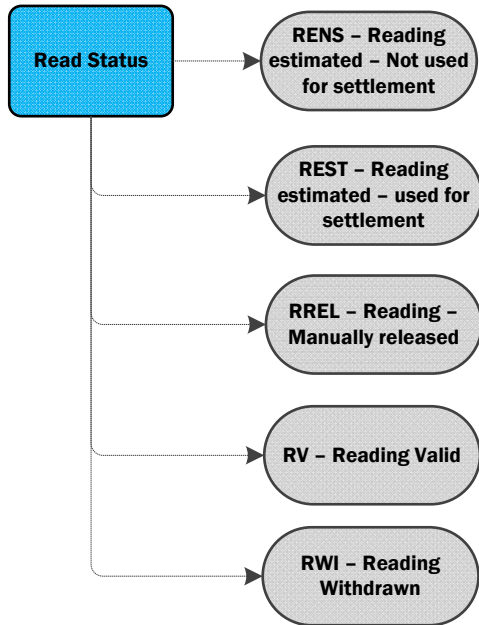 Read Status
RENS – Reading
estimated – Not used
for settlement
REST – Reading
estimated – used for
settlement
RREL – Reading –
Manually released
RV – Reading Valid
RWI – Reading
Withdrawn